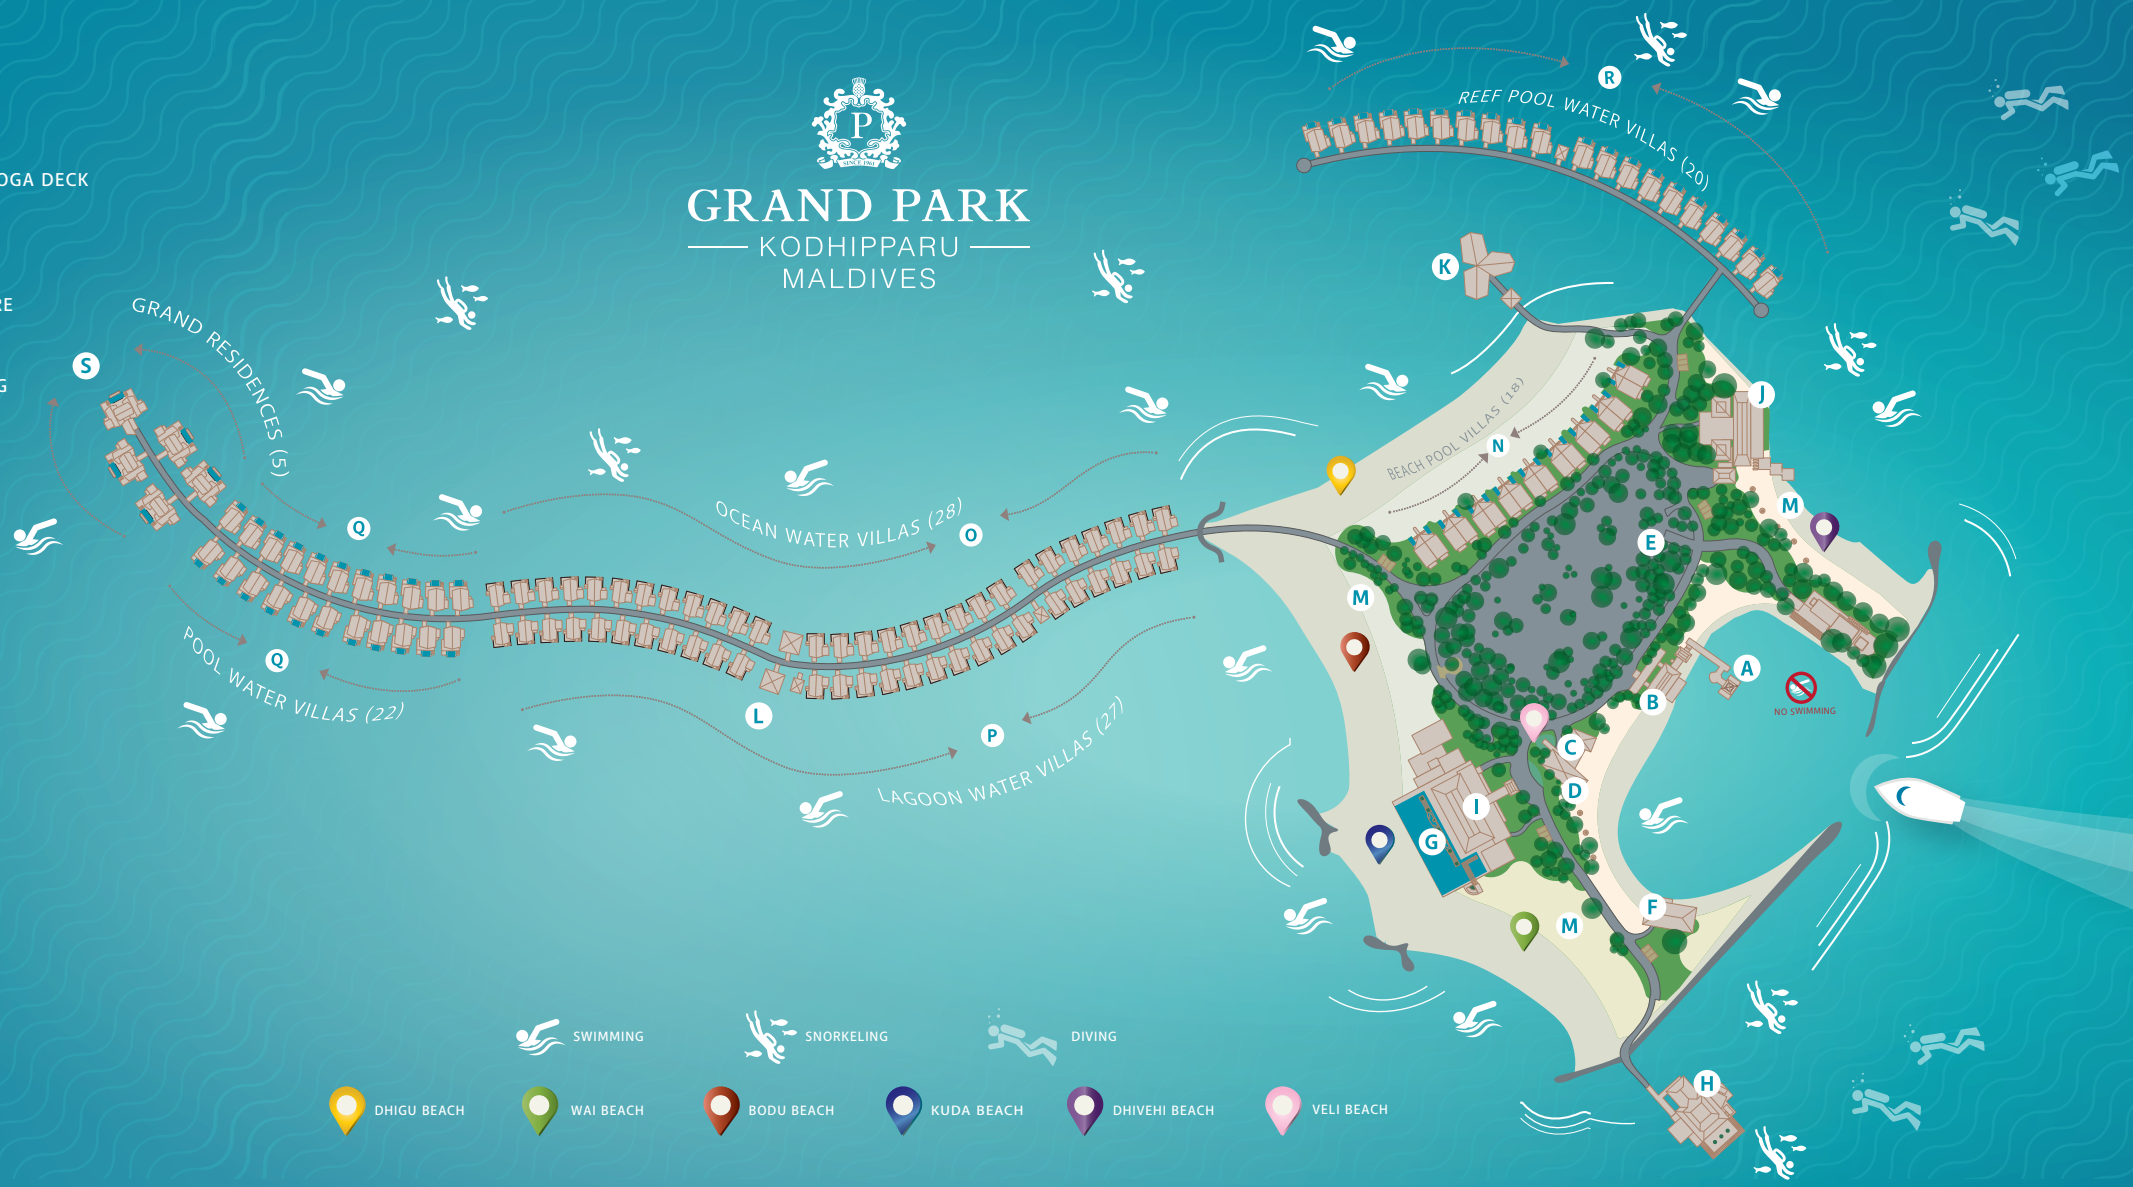 P
SINCE 1961
GRAND PARK
KODHIPPARU
MALDIVES
R
REEF POOL WATER VILLAS (20)
OGA DECK
K
RE
GRAND RESIDENCES (5)
S
G
J
BEACH POOL VILLAS (18)
N
Q
OCEAN WATER VILLAS (28)
O
M
E
M
POOL WATER VILLAS (22)
Q
A
NO SWIMMING
B
L
P
LAGOON WATER VILLAS (27)
C
D
I
G
F
M
SWIMMING
SNORKELING
DIVING
H
DHIGU BEACH
WAI BEACH
BODU BEACH
KUDA BEACH
DHIVEHI BEACH
VELI BEACH